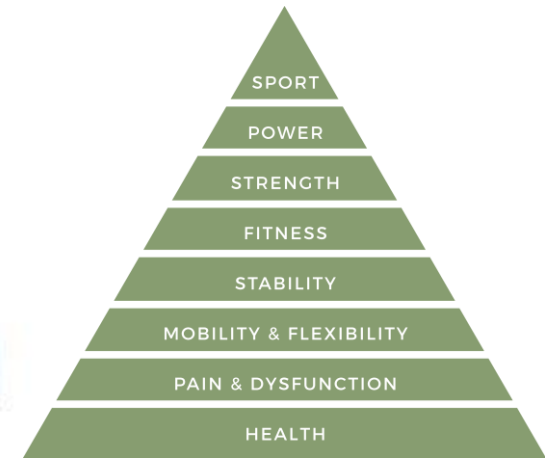 SPORT
POWER
STRENGTH
FITNESS
STABILITY
MOBILITY & FLEXIBILITY
PAIN & DYSFUNCTION
HEALTH